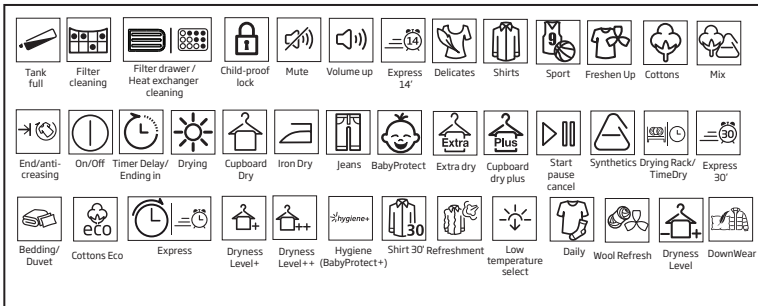 14
9
Tank full
Filter cleaning
Filter drawer / Heat exchanger cleaning
Child-proof lock
Mute
Volume up
Express 14'
Delicates
Shirts
Sport
Freshen Up
Cottons
Mix
Extra
Plus
30
End/anti-creasing
On/Off
Timer Delay/ Ending in
Drying
Cupboard Dry
Iron Dry
Jeans
BabyProtect
Extra dry
Cupboard dry plus
Start pause cancel
Synthetics
Drying Rack/ TimeDry
Express 30'
eco
+
++
hygiene+
30
- +
Bedding/ Duvet
Cottons Eco
Express
Dryness Level+
Dryness Level++
Hygiene (BabyProtect+)
Shirt 30'
Refreshment
Low temperature select
Daily
Wool Refresh
Dryness Level
DownWear